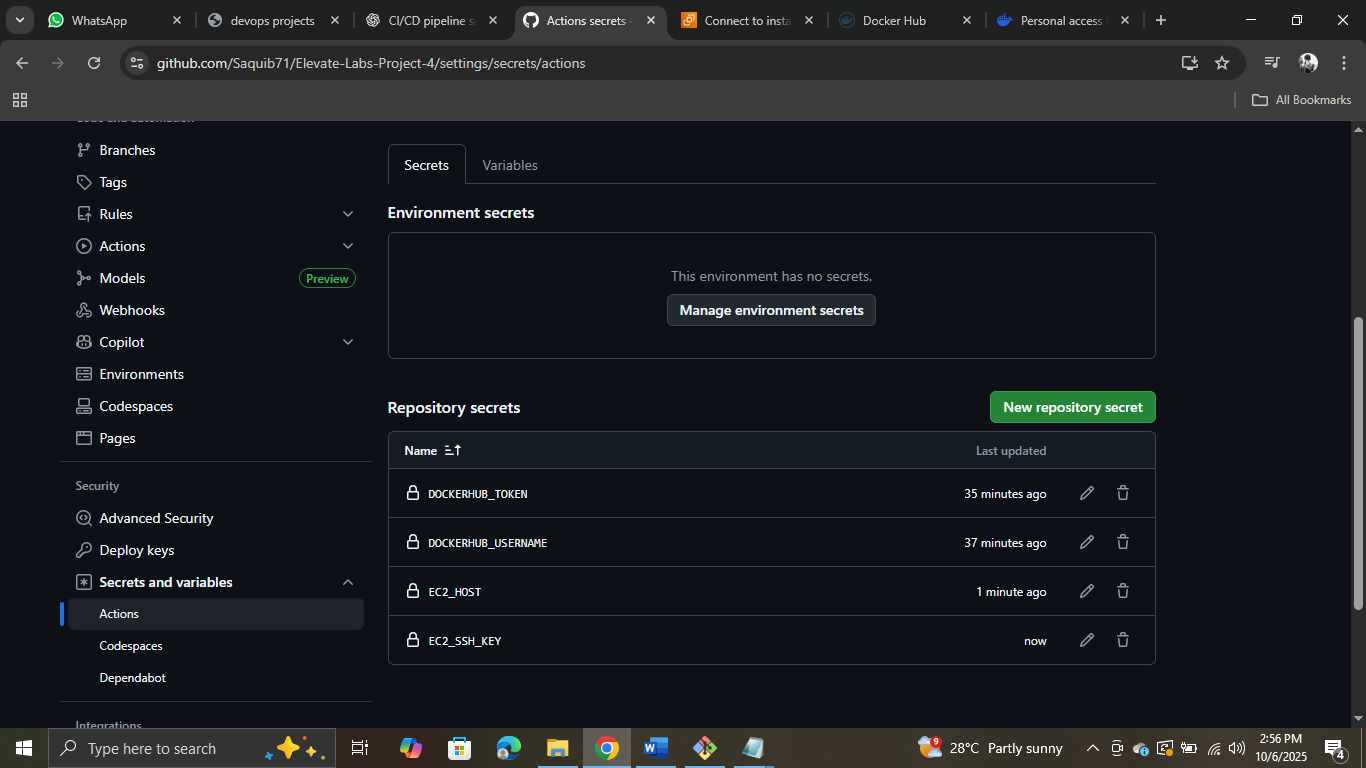 WhatsApp
devops projects
CI/CD pipeline s
Actions secrets
Connect to insta
Docker Hub
Personal access
github.com/Saquib71/Elevate-Labs-Project-4/settings/secrets/actions
All Bookmarks
Code and automation
Branches
Tags
Rules
Actions
Models Preview
Webhooks
Copilot
Environments
Codespaces
Pages
Security
Advanced Security
Deploy keys
Secrets and variables
Actions
Codespaces
Dependabot
Integrations
Secrets Variables
Environment secrets
This environment has no secrets.
Manage environment secrets
Repository secrets New repository secret
Name Last updated
DOCKERHUB_TOKEN 35 minutes ago
DOCKERHUB_USERNAME 37 minutes ago
EC2_HOST 1 minute ago
EC2_SSH_KEY now
Type here to search
9
28°C Partly sunny
2:56 PM
10/6/2025
4